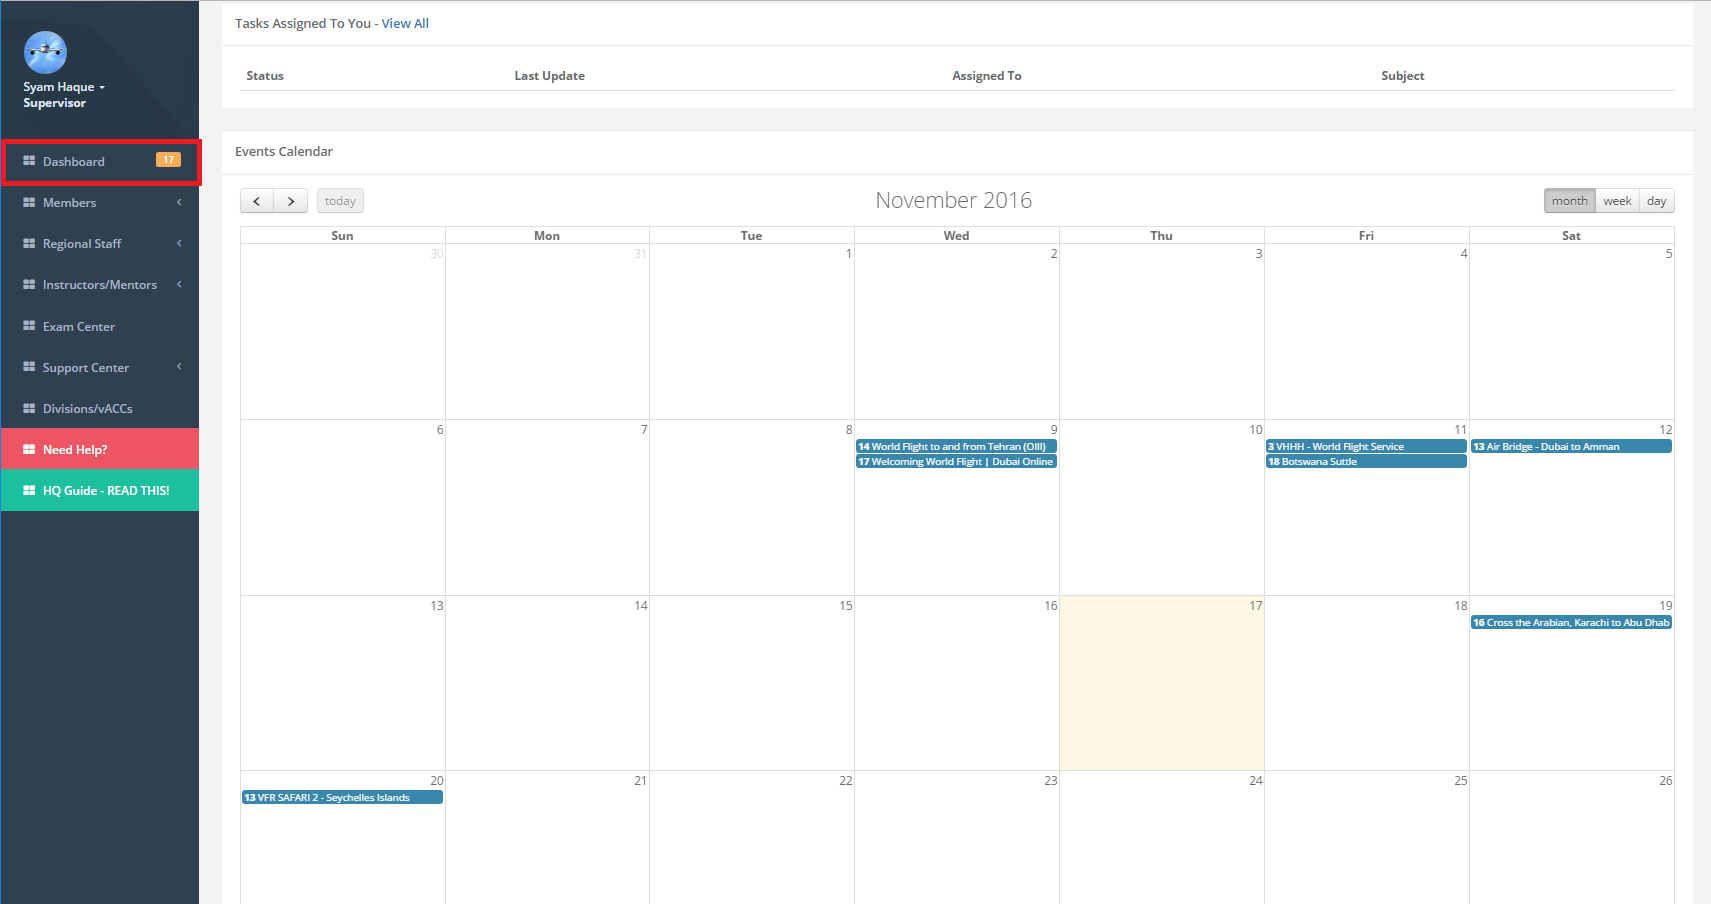 Syam Haque
Supervisor
Dashboard 17
Members
Regional Staff
Instructors/Mentors
Exam Center
Support Center
Divisions/vACCs
Need Help?
HQ Guide - READ THIS!
Tasks Assigned To You - View All
Status Last Update Assigned To Subject
Events Calendar
today November 2016 month week day
Sun Mon Tue Wed Thu Fri Sat
30 31 1 2 3 4 5
6 7 8 9 10 11 12
14 World Flight to and from Tehran (OIII) 3 VHHH - World Flight Service 13 Air Bridge - Dubai to Amman
17 Welcoming World Flight | Dubai Online 18 Botswana Suttle
13 14 15 16 17 18 19
16 Cross the Arabian, Karachi to Abu Dhab
20 21 22 23 24 25 26
13 VFR SAFARI 2 - Seychelles Islands